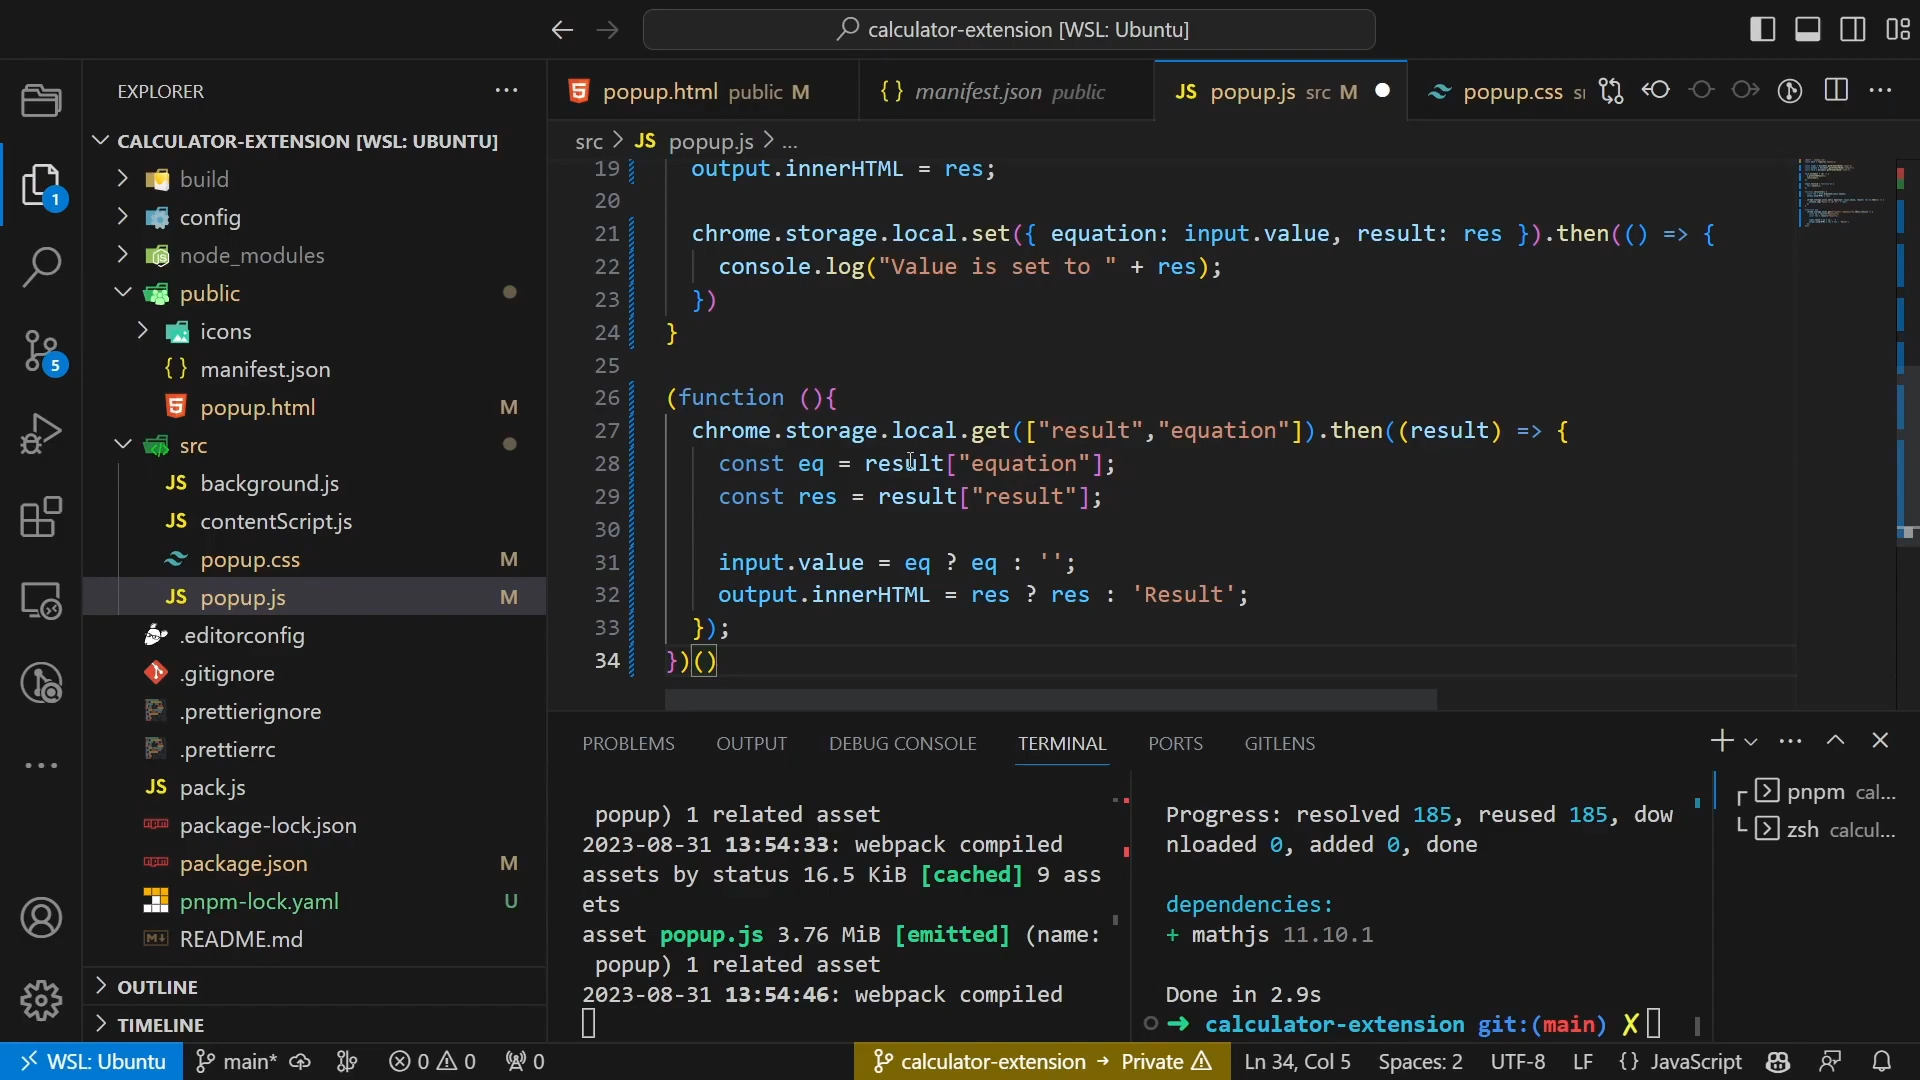 calculator-extension [WSL: Ubuntu]
EXPLORER
CALCULATOR-EXTENSION [WSL: UBUNTU]
build
config
node_modules
public
icons
manifest.json
popup.html M
src
background.js
contentScript.js
popup.css M
popup.js M
.editorconfig
.gitignore
.prettierignore
.prettierrc
pack.js
package-lock.json
package.json M
pnpm-lock.yaml U
README.md
OUTLINE
TIMELINE
1
5
popup.html public M
manifest.json public
JS popup.js src M
popup.css
src > JS popup.js > ...
19 output.innerHTML = res;
20
21 chrome.storage.local.set({ equation: input.value, result: res }).then(() => {
22 console.log("Value is set to " + res);
23 })
24 }
25
26 (function (){
27 chrome.storage.local.get(["result","equation"]).then((result) => {
28 const eq = result["equation"];
29 const res = result["result"];
30
31 input.value = eq ? eq : '';
32 output.innerHTML = res ? res : 'Result';
33 });
34 })()
PROBLEMS OUTPUT DEBUG CONSOLE TERMINAL PORTS GITLENS
popup) 1 related asset
2023-08-31 13:54:33: webpack compiled
assets by status 16.5 KiB [cached] 9 ass
ets
asset popup.js 3.76 MiB [emitted] (name:
popup) 1 related asset
2023-08-31 13:54:46: webpack compiled
Progress: resolved 185, reused 185, dow
nloaded 0, added 0, done
dependencies:
+ mathjs 11.10.1
Done in 2.9s
➜ calculator-extension git:(main) ✗
pnpm cal...
zsh calcul...
WSL: Ubuntu main* 0 0 0 calculator-extension → Private Ln 34, Col 5 Spaces: 2 UTF-8 LF {} JavaScript